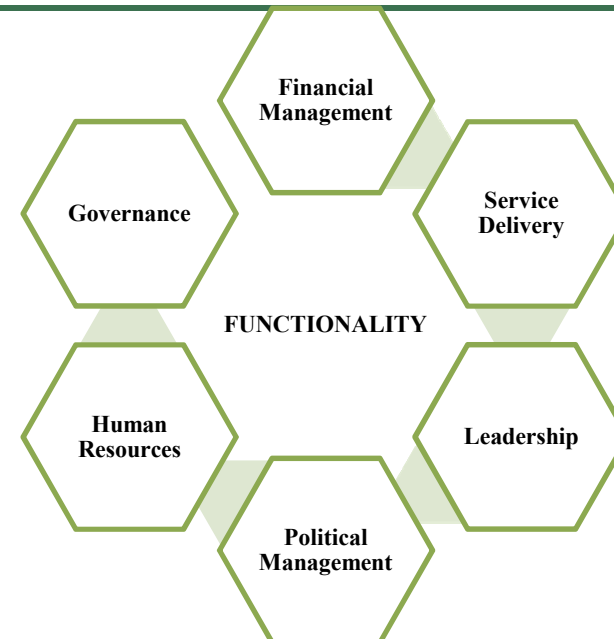 Financial
Management
Governance
Service
Delivery
FUNCTIONALITY
Human
Resources
Leadership
Political
Management